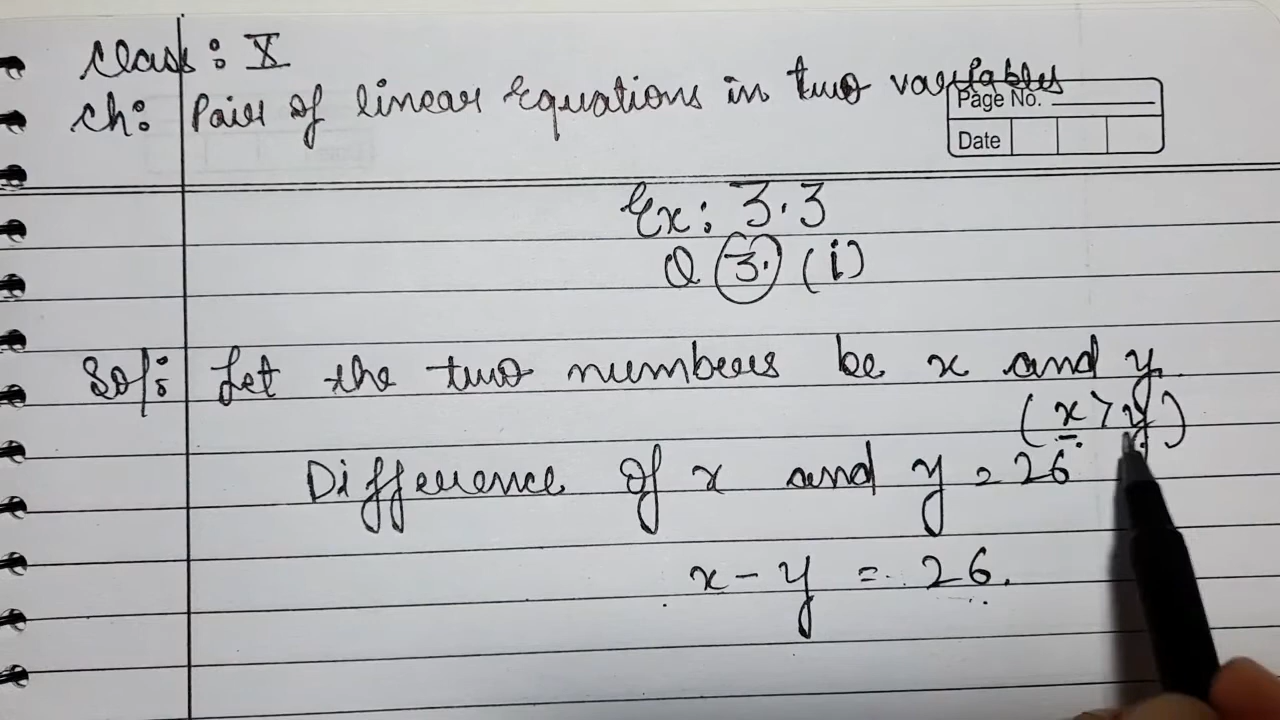 Class: X
Ch: Pair of linear Equations in two variables
Page No.
Date
Ex: 3.3
Q 3. (i)
Sol: Let the two numbers be x and y.
(x > y)
Difference of x and y = 26
x - y = 26.